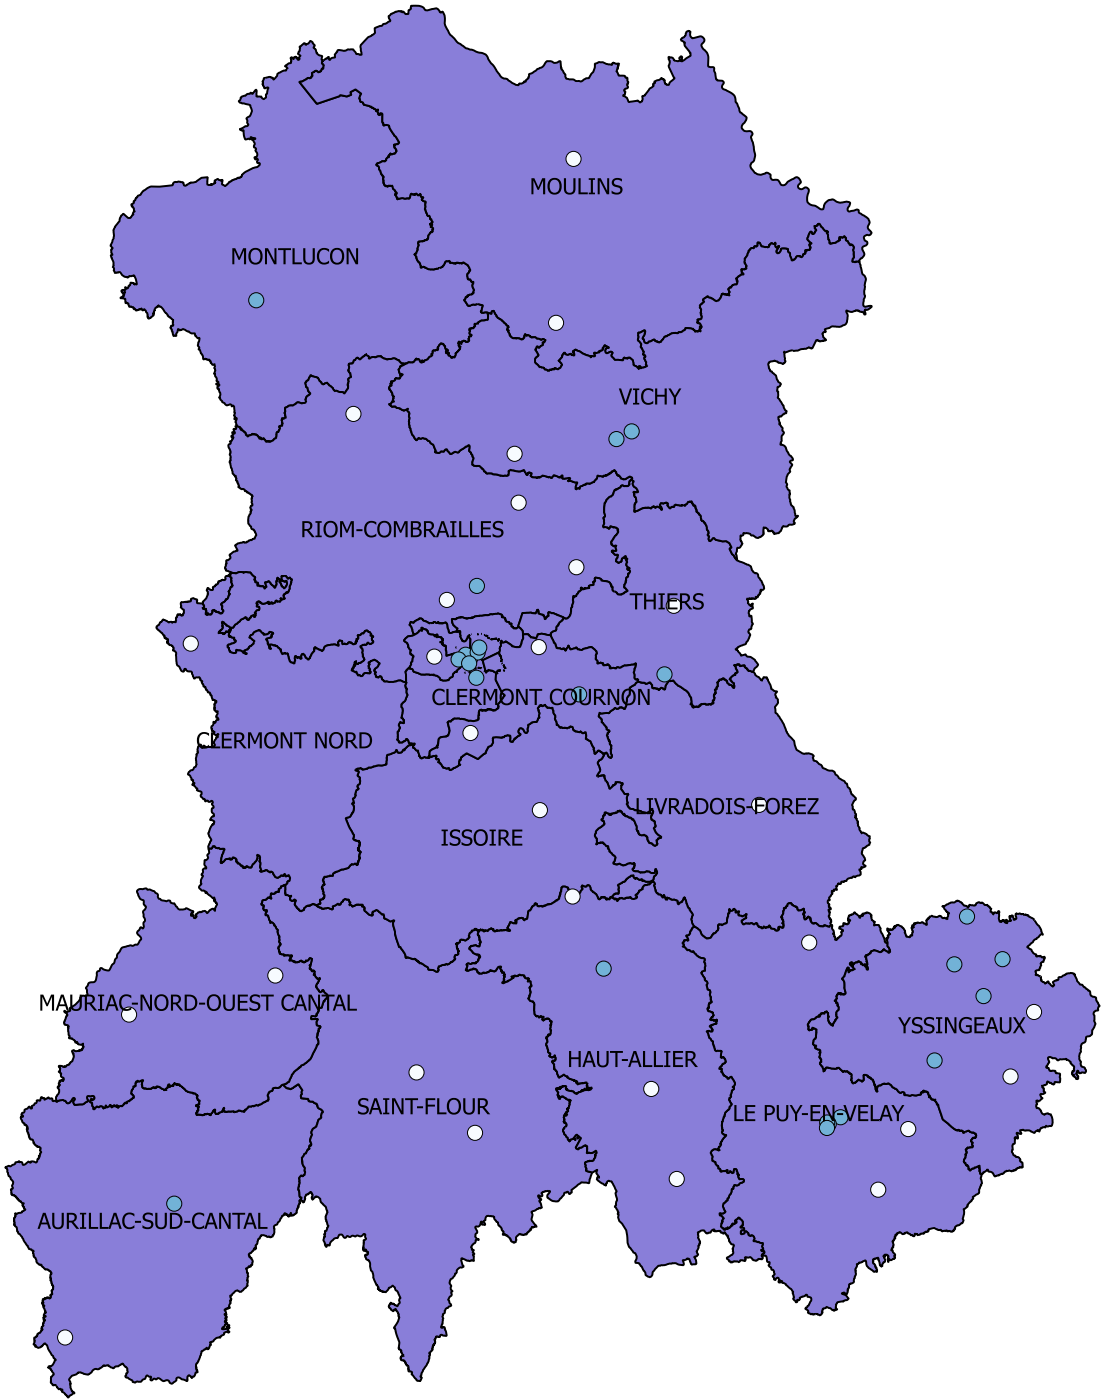 MOULINS
MONTLUCON
VICHY
RIOM-COMBRAILLES
THIERS
CLERMONT COURNON
CLERMONT NORD
LIVRADOIS-FOREZ
ISSOIRE
MAURIAC-NORD-OUEST CANTAL
YSSINGEAUX
HAUT-ALLIER
SAINT-FLOUR
LE PUY-EN-VELAY
AURILLAC-SUD-CANTAL